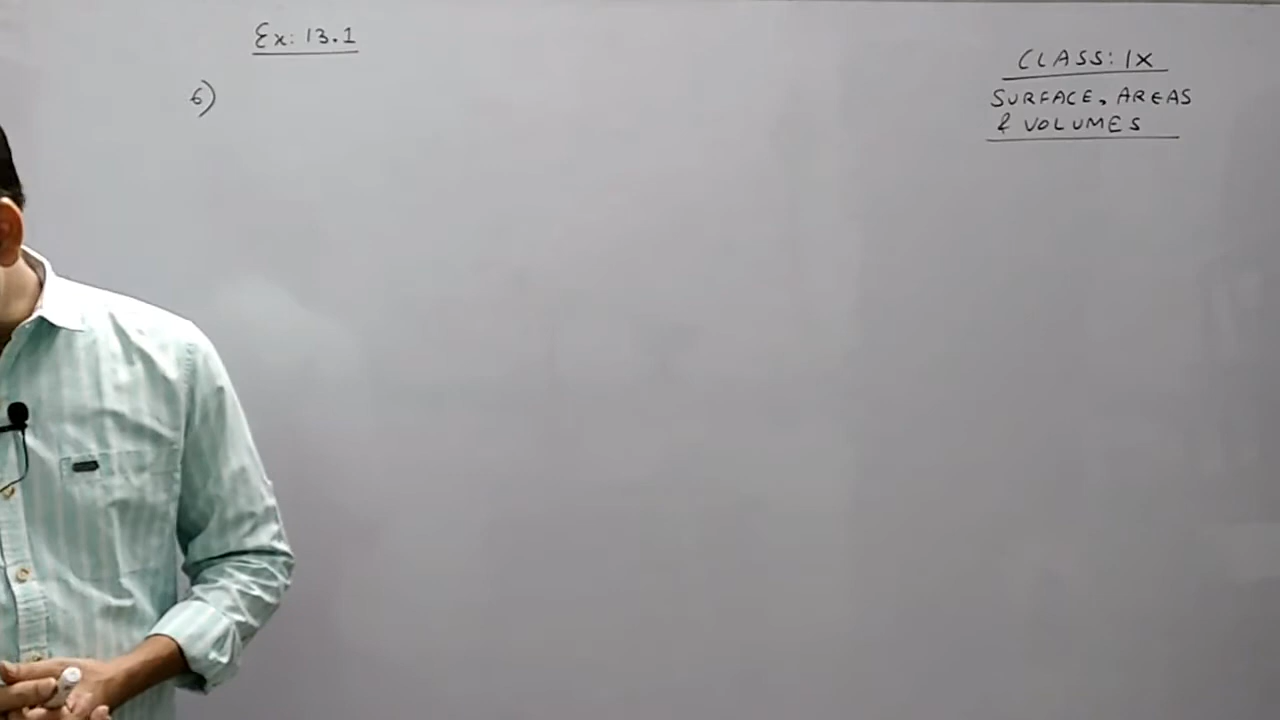 Ex: 13.1
6)
CLASS: IX
SURFACE, AREAS
& VOLUMES